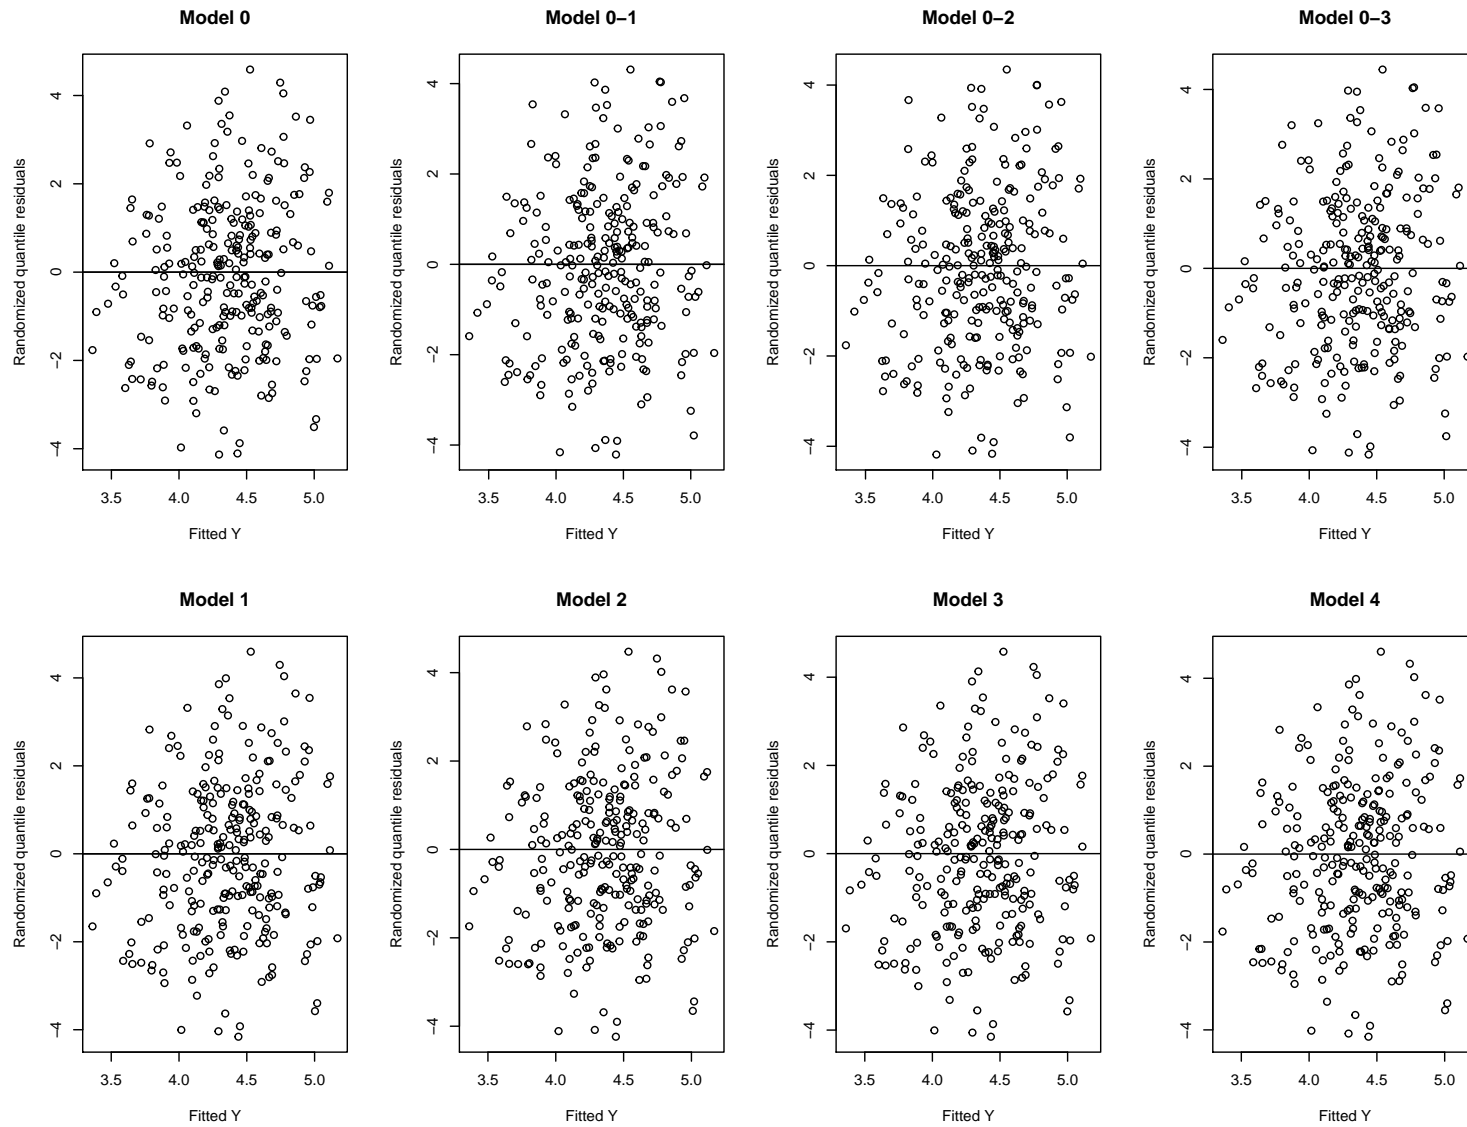 Model 0
Model 0−1
Model 0−2
Model 0−3
Randomized quantile residuals
Randomized quantile residuals
Randomized quantile residuals
Randomized quantile residuals
4
2
0
−2
−4
4
2
0
−2
−4
4
2
0
−2
−4
4
2
0
−2
−4
3.5 4.0 4.5 5.0
3.5 4.0 4.5 5.0
3.5 4.0 4.5 5.0
3.5 4.0 4.5 5.0
Fitted Y
Fitted Y
Fitted Y
Fitted Y
Model 1
Model 2
Model 3
Model 4
Randomized quantile residuals
Randomized quantile residuals
Randomized quantile residuals
Randomized quantile residuals
4
2
0
−2
−4
4
2
0
−2
−4
4
2
0
−2
−4
4
2
0
−2
−4
3.5 4.0 4.5 5.0
3.5 4.0 4.5 5.0
3.5 4.0 4.5 5.0
3.5 4.0 4.5 5.0
Fitted Y
Fitted Y
Fitted Y
Fitted Y